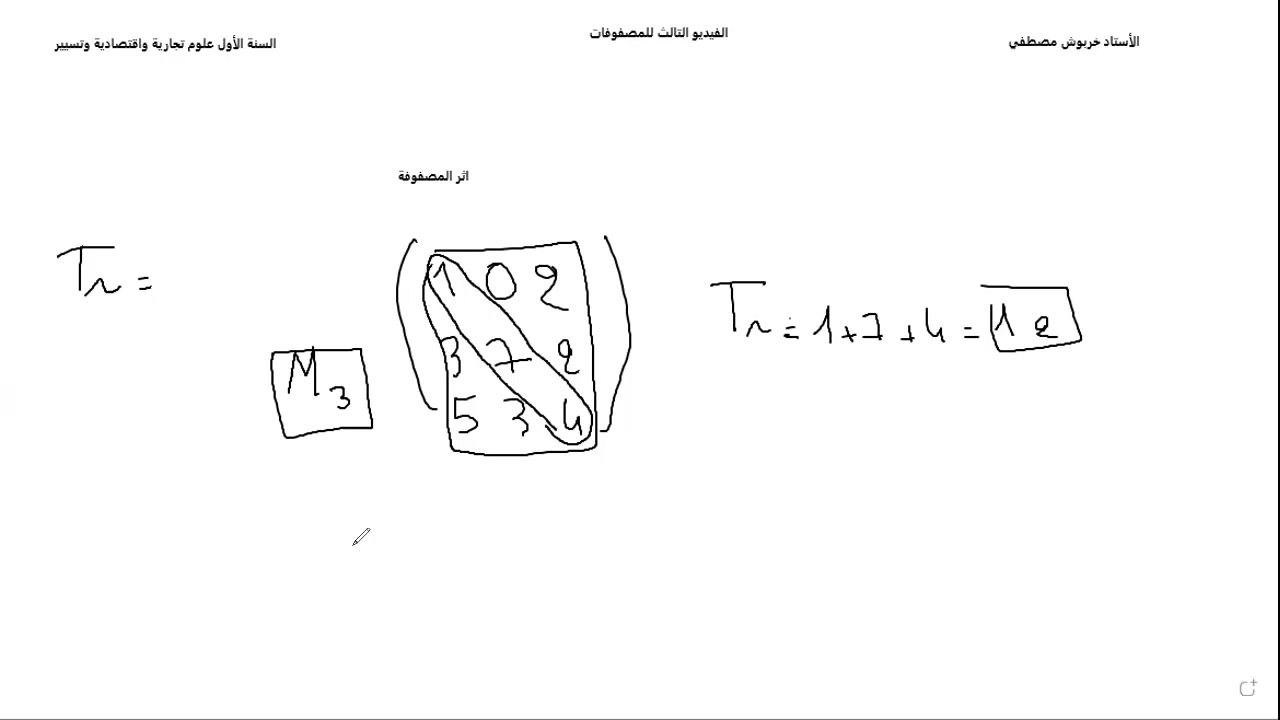 الأستاد خربوش مصطفي
الفيديو الثالث للمصفوفات
السنة الأول علوم تجارية واقتصادية وتسيير
اثر المصفوفة
Tr =
M3
1 0 2
3 7 2
5 3 4
Tr = 1+7+4 = 12